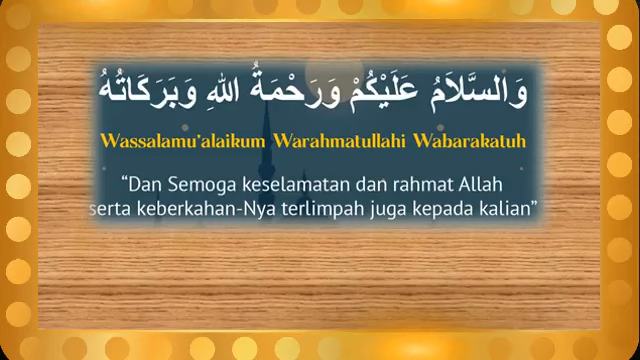 وَالسَّلاَمُ عَلَيْكُمْ وَرَحْمَةُ اللهِ وَبَرَكَاتُهُ
Wassalamu'alaikum Warahmatullahi Wabarakatuh
“Dan Semoga keselamatan dan rahmat Allah
serta keberkahan-Nya terlimpah juga kepada kalian”